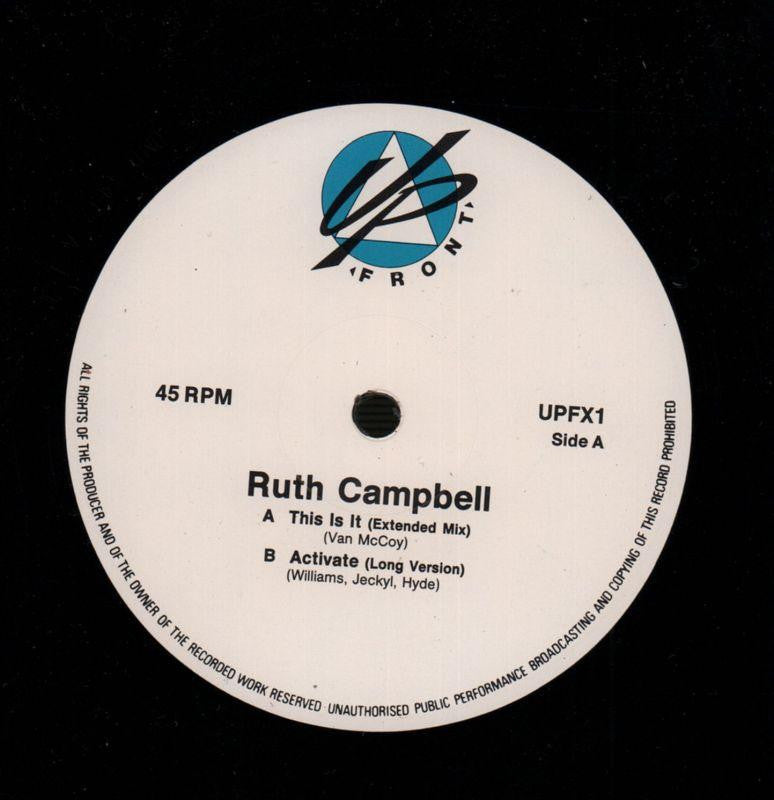 UP
FRONT
45 RPM
UPFX1
Side A
Ruth Campbell
A This Is It (Extended Mix)
(Van McCoy)
B Activate (Long Version)
(Williams, Jeckyl, Hyde)
ALL RIGHTS OF THE PRODUCER AND OF THE OWNER OF THE RECORDED WORK RESERVED · UNAUTHORISED PUBLIC PERFORMANCE BROADCASTING AND COPYING OF THIS RECORD PROHIBITED